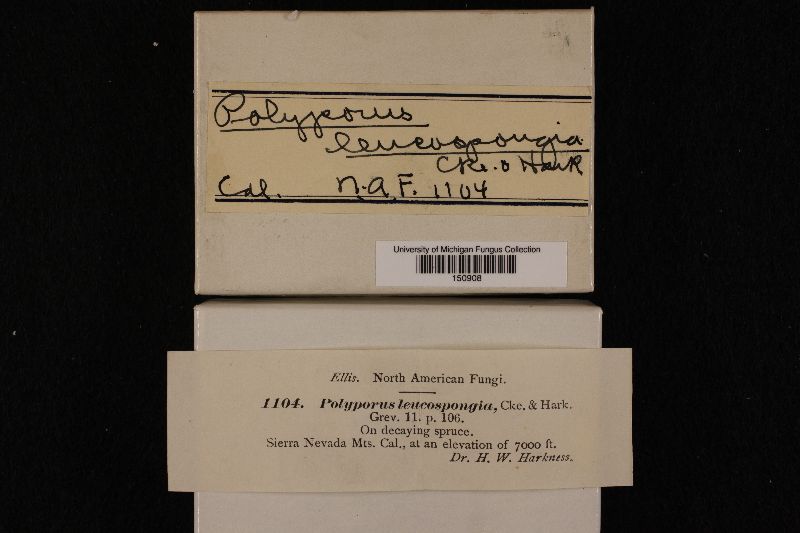 Polyporus
leucospongia
Cke. & Hark
Cal. N.A.F. 1104
University of Michigan Fungus Collection
150908
Ellis. North American Fungi.
1104. Polyporus leucospongia, Cke. & Hark.
Grev. 11. p. 106.
On decaying spruce.
Sierra Nevada Mts. Cal., at an elevation of 7000 ft.
Dr. H. W. Harkness.